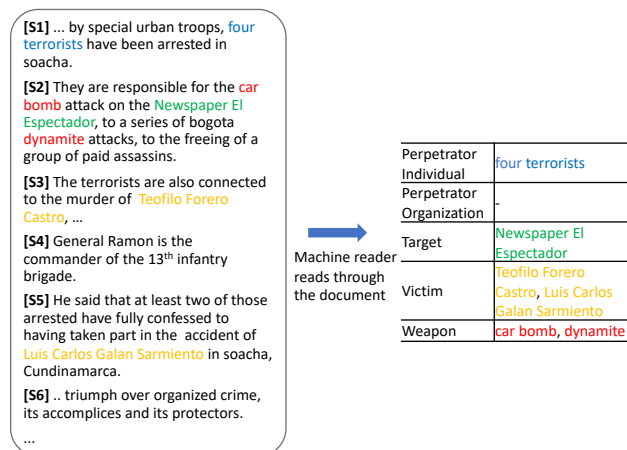 [S1] ... by special urban troops, four
terrorists have been arrested in
soacha.
[S2] They are responsible for the car
bomb attack on the Newspaper El
Espectador, to a series of bogota
dynamite attacks, to the freeing of a
group of paid assassins.
[S3] The terrorists are also connected
to the murder of Teofilo Forero
Castro, ...
[S4] General Ramon is the
commander of the 13th infantry
brigade.
[S5] He said that at least two of those
arrested have fully confessed to
having taken part in the accident of
Luis Carlos Galan Sarmiento in soacha,
Cundinamarca.
[S6] .. triumph over organized crime,
its accomplices and its protectors.
...
Machine reader
reads through
the document
Perpetrator
Individual
four terrorists
Perpetrator
Organization
-
Target
Newspaper El
Espectador
Victim
Teofilo Forero
Castro, Luis Carlos
Galan Sarmiento
Weapon
car bomb, dynamite